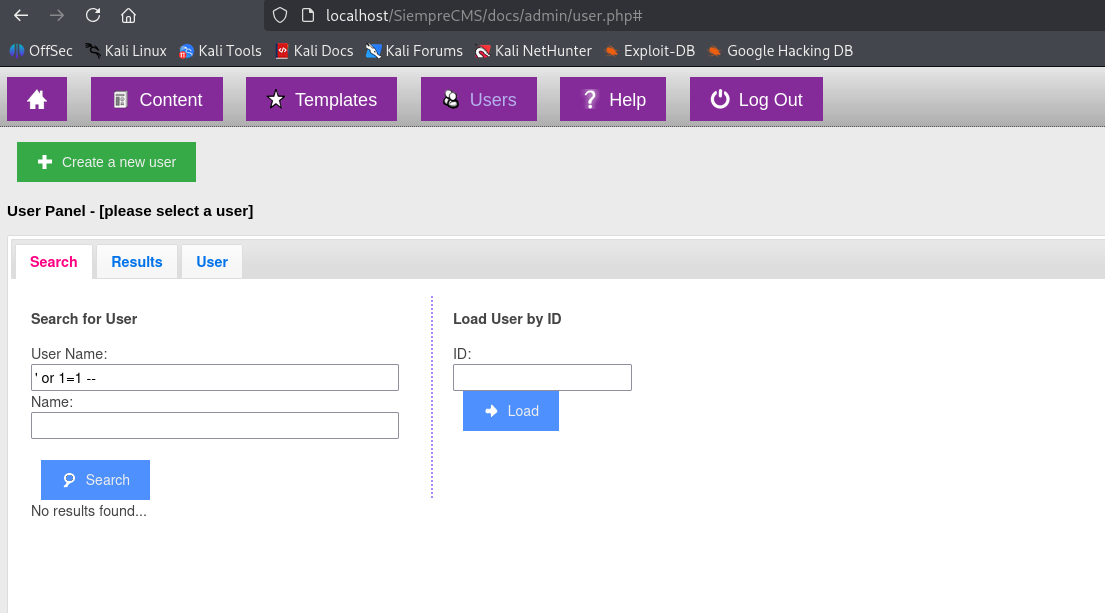 localhost/SiempreCMS/docs/admin/user.php#
OffSec Kali Linux Kali Tools Kali Docs Kali Forums Kali NetHunter Exploit-DB Google Hacking DB
Content Templates Users Help Log Out
Create a new user
User Panel - [please select a user]
Search Results User
Search for User
User Name:
' or 1=1 --
Name:
Search
No results found...
Load User by ID
ID:
Load